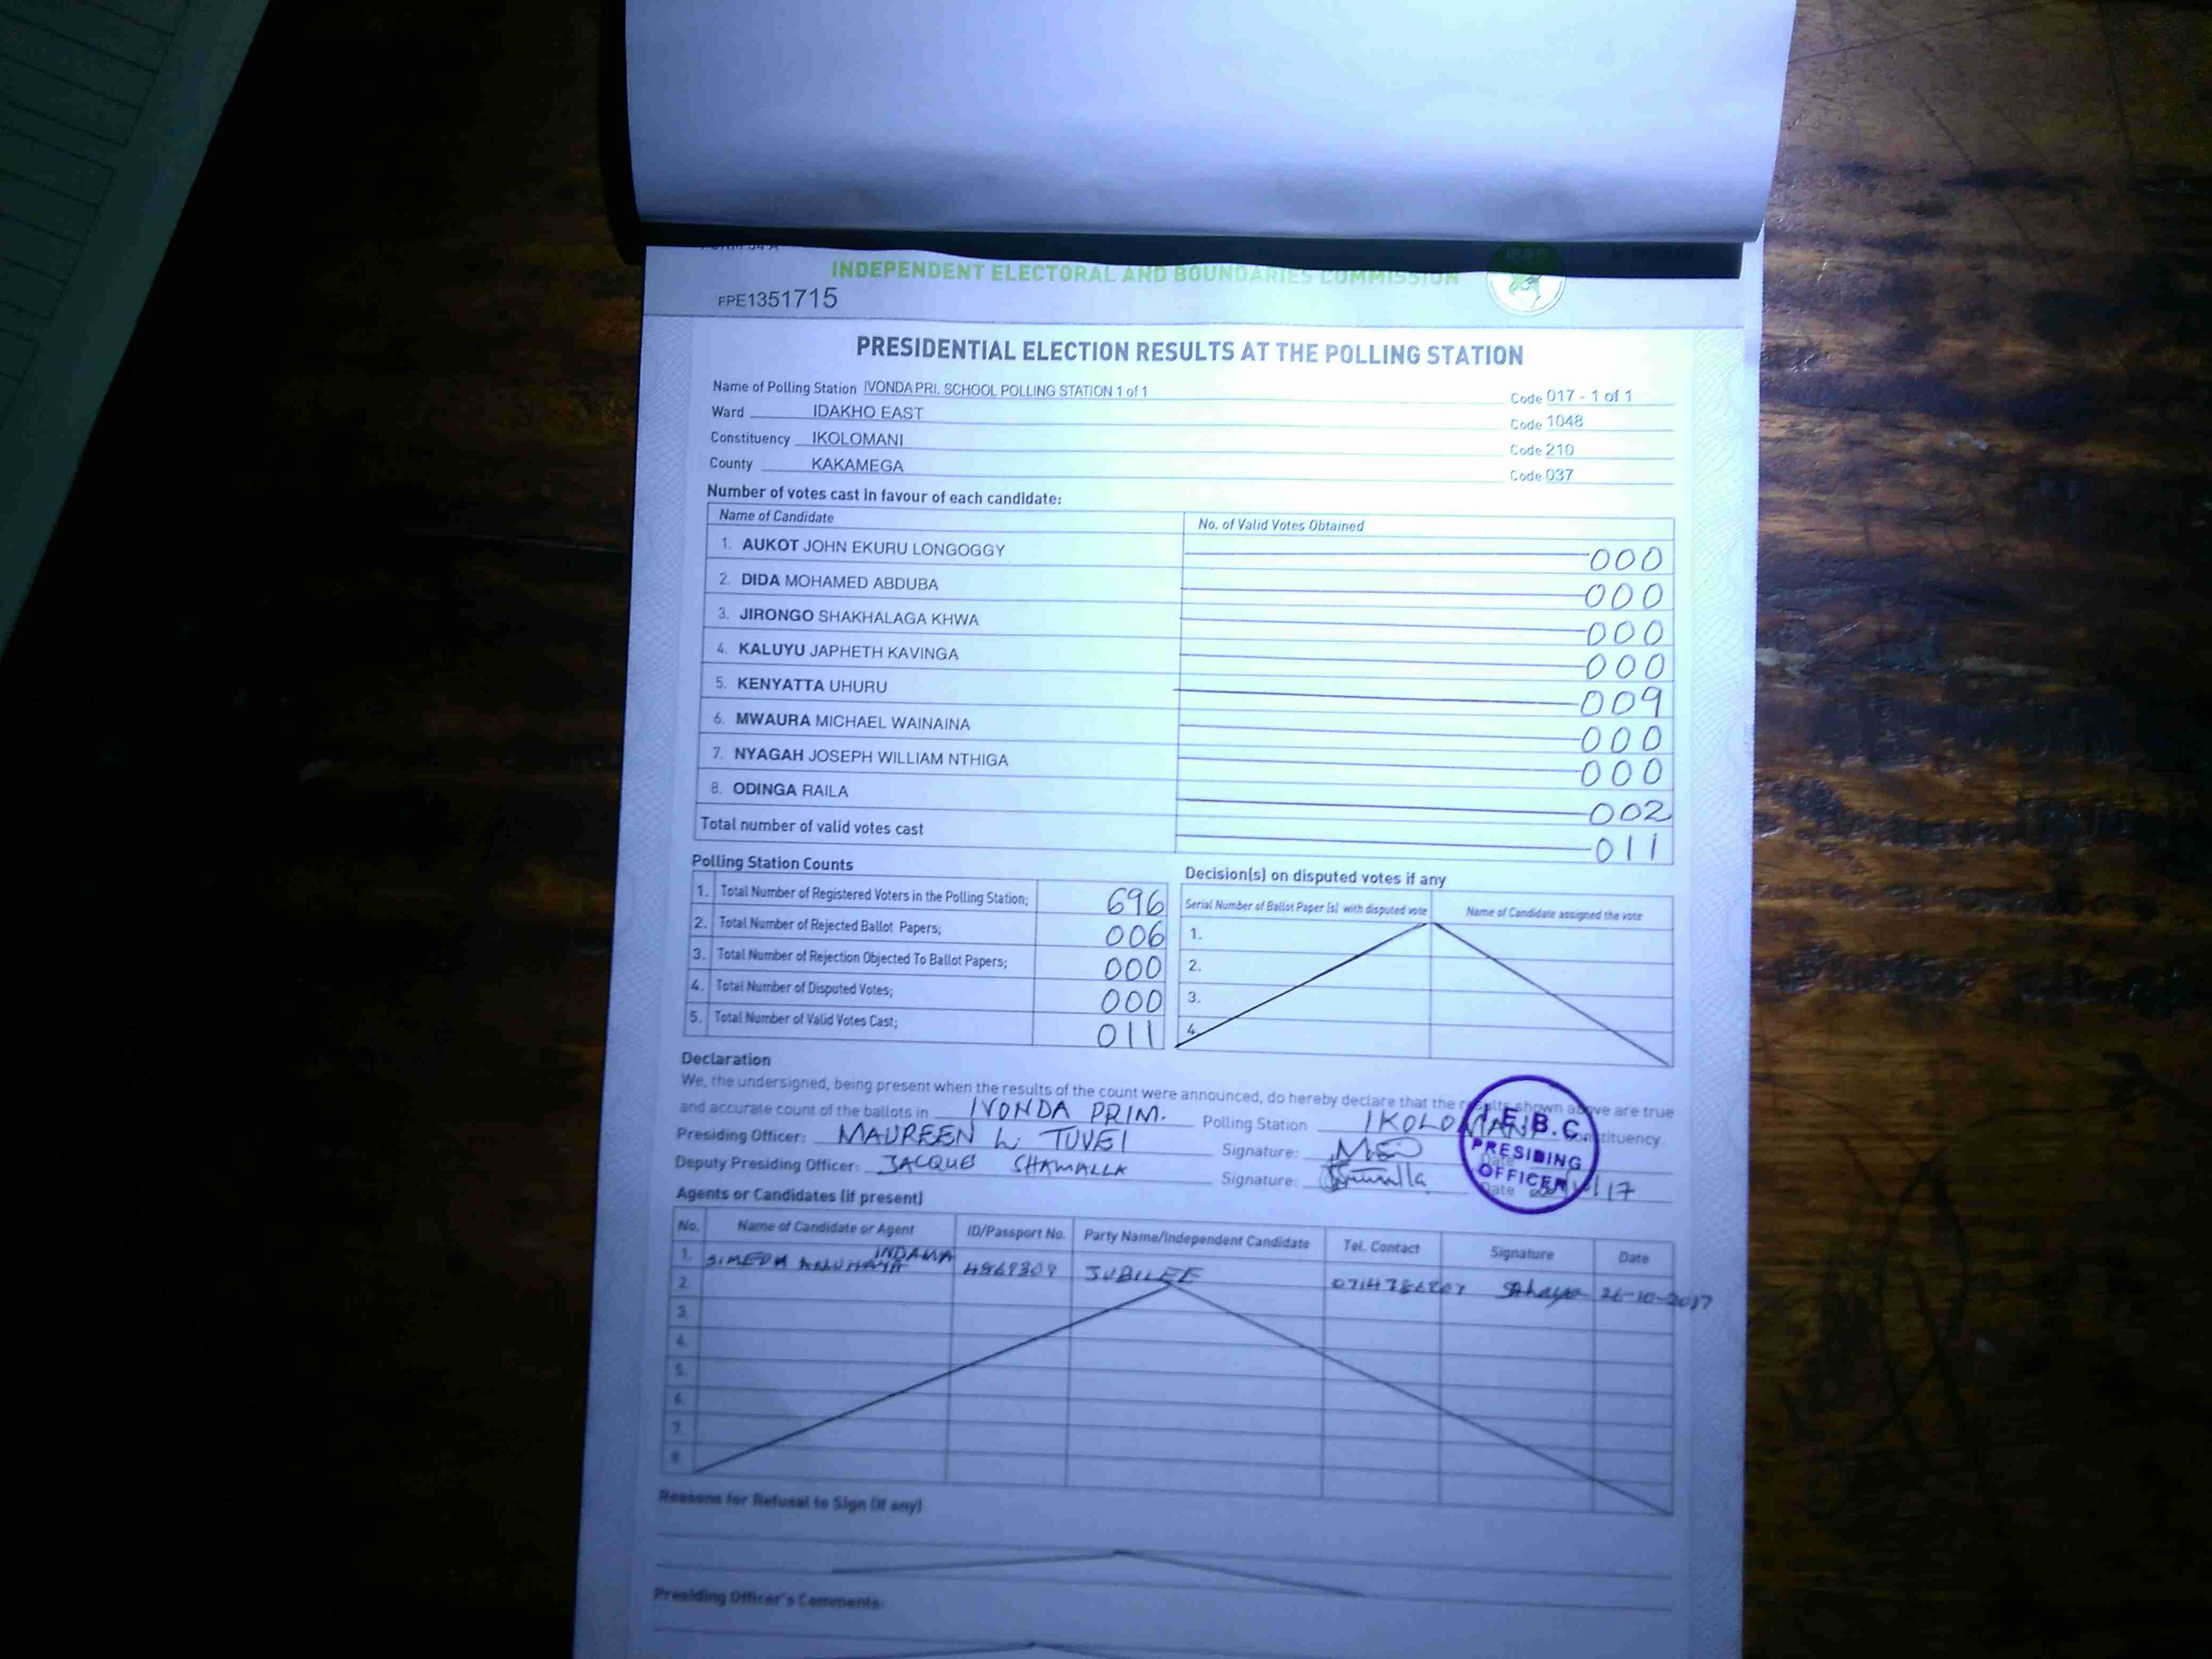 INDEPENDENT ELECTORAL AND BOUNDARIES COMMISSION
FPE1351715
PRESIDENTIAL ELECTION RESULTS AT THE POLLING STATION
Name of Polling Station IVONDA PRI. SCHOOL POLLING STATION 1 of 1 Code 017 - 1 of 1
Ward IDAKHO EAST Code 1048
Constituency IKOLOMANI Code 210
County KAKAMEGA Code 037
Number of votes cast in favour of each candidate:
Name of Candidate No. of Valid Votes Obtained
1. AUKOT JOHN EKURU LONGOGGY 000
2. DIDA MOHAMED ABDUBA 000
3. JIRONGO SHAKHALAGA KHWA 000
4. KALUYU JAPHETH KAVINGA 000
5. KENYATTA UHURU 009
6. MWAURA MICHAEL WAINAINA 000
7. NYAGAH JOSEPH WILLIAM NTHIGA 000
8. ODINGA RAILA 002
Total number of valid votes cast 011
Polling Station Counts
1. Total Number of Registered Voters in the Polling Station; 696
2. Total Number of Rejected Ballot Papers; 006
3. Total Number of Rejection Objected To Ballot Papers; 000
4. Total Number of Disputed Votes; 000
5. Total Number of Valid Votes Cast; 011
Decision(s) on disputed votes if any
Serial Number of Ballot Paper (s) with disputed vote Name of Candidate assigned the vote
1.
2.
3.
4.
Declaration
We, the undersigned, being present when the results of the count were announced, do hereby declare that the results shown above are true
and accurate count of the ballots in IVONDA PRIM. Polling Station IKOLOMANI Constituency.
Presiding Officer: MAUREEN L. TUVEI Signature: Date
Deputy Presiding Officer: JACQUE SHAMALLA Signature: Date
I.E.B.C
PRESIDING
OFFICER
Agents or Candidates (if present)
No. Name of Candidate or Agent ID/Passport No. Party Name/Independent Candidate Tel. Contact Signature Date
1. INDAWA JUBILEE 26-10-2017
2.
3.
4.
5.
6.
7.
8.
Reasons for Refusal to Sign (if any)
Presiding Officer's Comments: